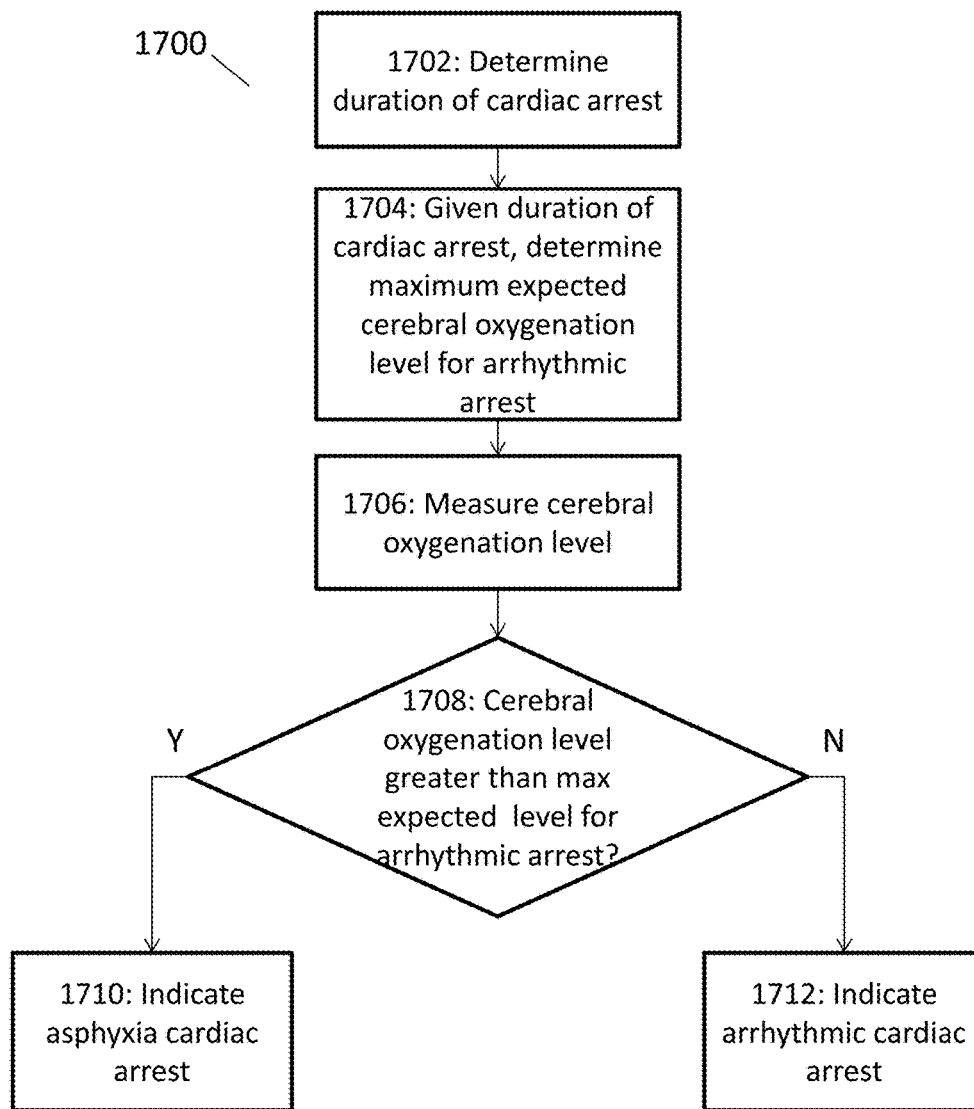 1700
1702: Determine
duration of cardiac arrest
1704: Given duration of
cardiac arrest, determine
maximum expected
cerebral oxygenation
level for arrhythmic
arrest
1706: Measure cerebral
oxygenation level
1708: Cerebral
oxygenation level
greater than max
expected level for
arrhythmic arrest?
Y
N
1710: Indicate
asphyxia cardiac
arrest
1712: Indicate
arrhythmic cardiac
arrest